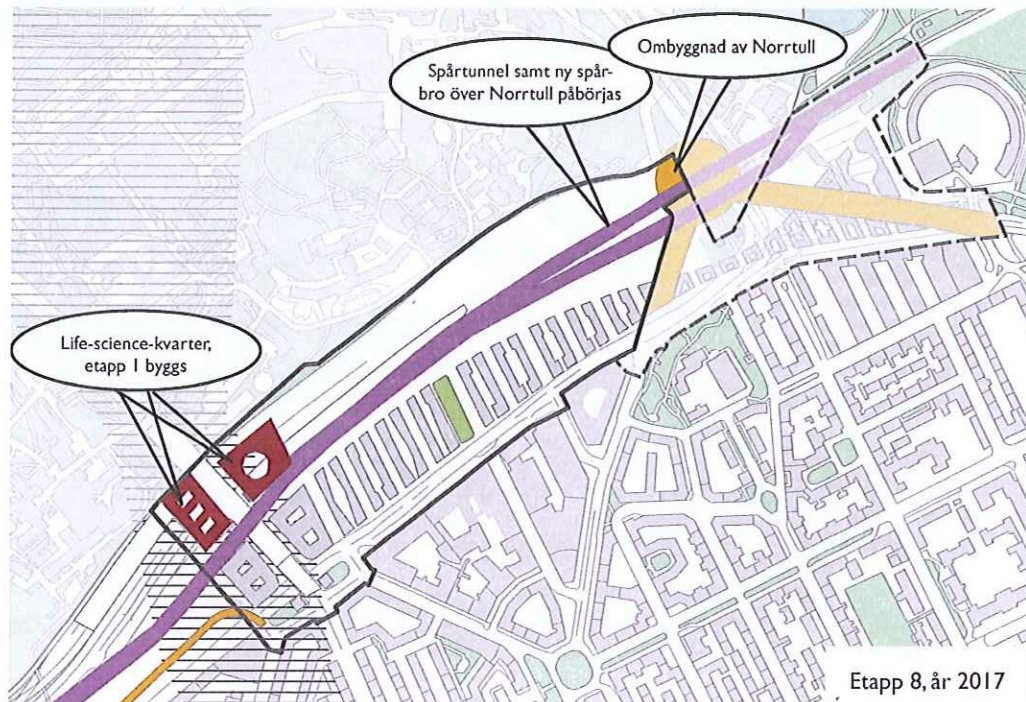 Ombyggnad av Norrtull
Spårtunnel samt ny spår-
bro över Norrtull påbörjas
Life-science-kvarter,
etapp 1 byggs
Etapp 8, år 2017